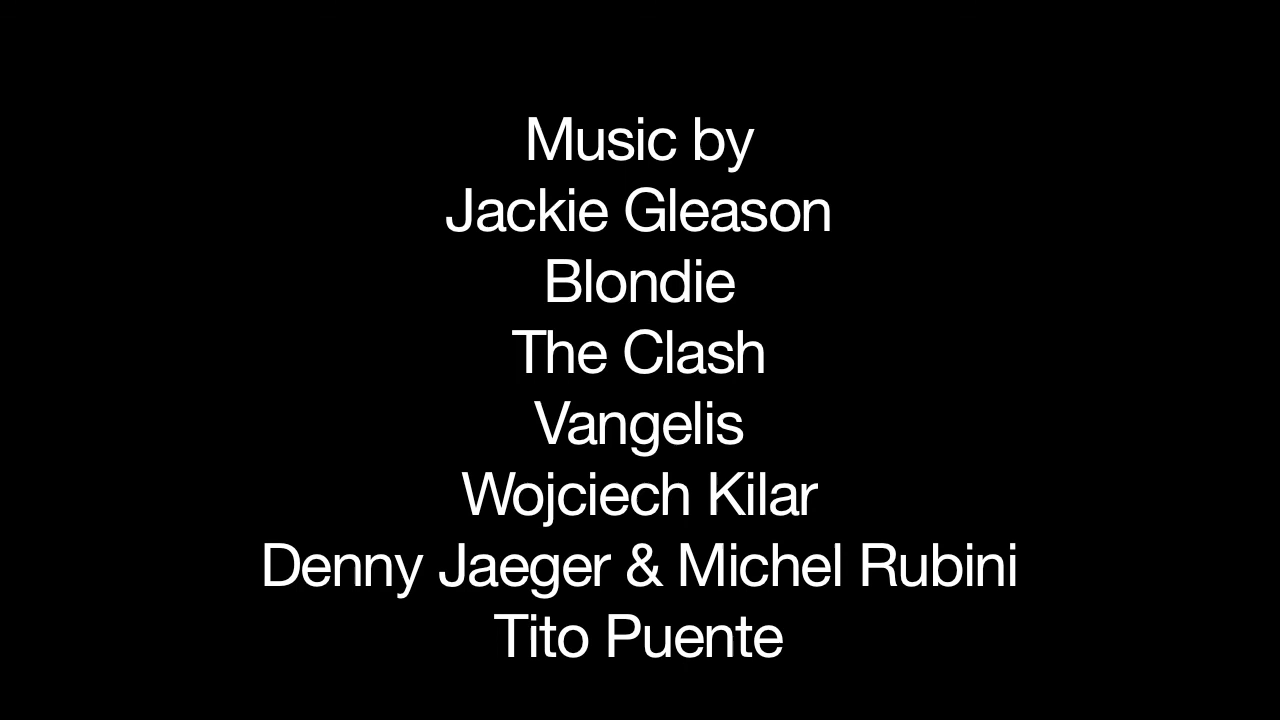 Music by
Jackie Gleason
Blondie
The Clash
Vangelis
Wojciech Kilar
Denny Jaeger & Michel Rubini
Tito Puente